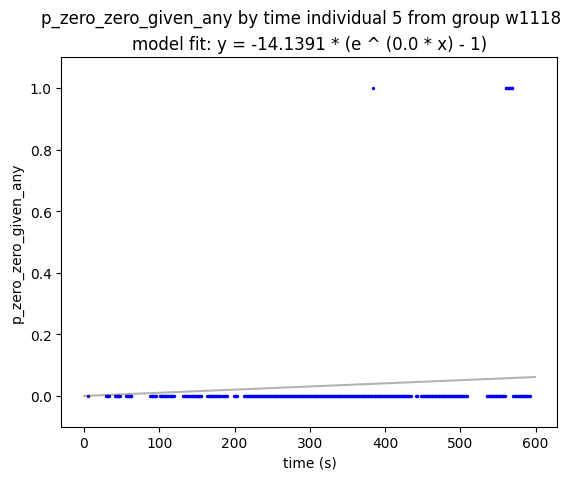 p_zero_zero_given_any by time individual 5 from group w1118
model fit: y = -14.1391 * (e ^ (0.0 * x) - 1)
p_zero_zero_given_any
1.0
0.8
0.6
0.4
0.2
0.0
0 100 200 300 400 500 600
time (s)